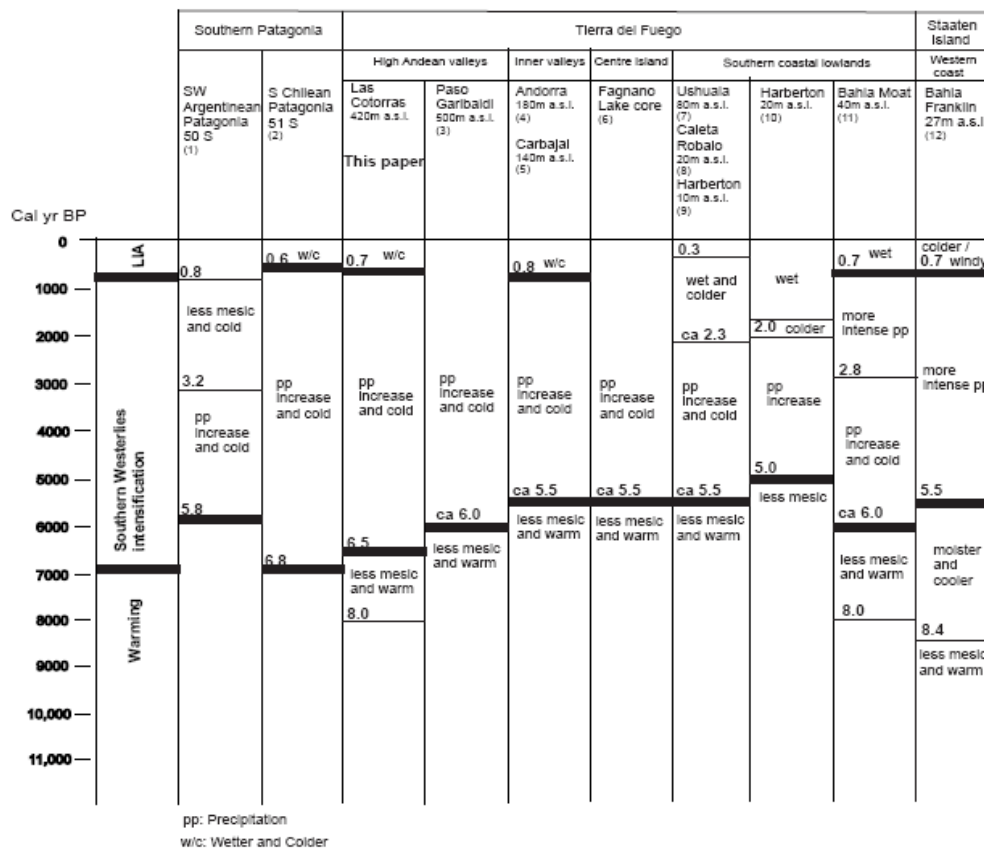 Southern Patagonia
Tierra del Fuego
Staaten
Island
High Andean valleys
Inner valleys
Centre Island
Southern coastal lowlands
Western
coast
SW
Argentinean
Patagonia
50 S
(1)
S Chilean
Patagonia
51 S
(2)
Las
Cotorras
420m a.s.l.
This paper
Paso
Garibaldi
500m a.s.l.
(3)
Andorra
180m a.s.l.
(4)
Carbajal
140m a.s.l.
(5)
Fagnano
Lake core
(6)
Ushuaia
80m a.s.l.
(7)
Caleta
Robalo
20m a.s.l.
(8)
Harberton
10m a.s.l.
(9)
Harberton
20m a.s.l.
(10)
Bahia Moat
40m a.s.l.
(11)
Bahia
Franklin
27m a.s.l
(12)
Cal yr BP
0
1000
2000
3000
4000
5000
6000
7000
8000
9000
10,000
11,000
LIA
Southern Westerlies
intensification
Warming
0.8
less mesic
and cold
3.2
pp
increase
and cold
5.8
0.6 w/c
pp
increase
and cold
6.8
0.7 w/c
pp
increase
and cold
6.5
less mesic
and warm
8.0
pp
increase
and cold
ca 6.0
less mesic
and warm
0.8 w/c
pp
increase
and cold
ca 5.5
less mesic
and warm
pp
increase
and cold
ca 5.5
less mesic
and warm
0.3
wet and
colder
ca 2.3
pp
increase
and cold
ca 5.5
less mesic
and warm
wet
2.0 colder
pp
increase
5.0
less mesic
0.7 wet
more
intense pp
2.8
pp
increase
and cold
ca 6.0
less mesic
and warm
8.0
colder /
0.7 windy
more
intense pp
5.5
moister
and
cooler
8.4
less mesic
and warm
pp: Precipitation
w/c: Wetter and Colder